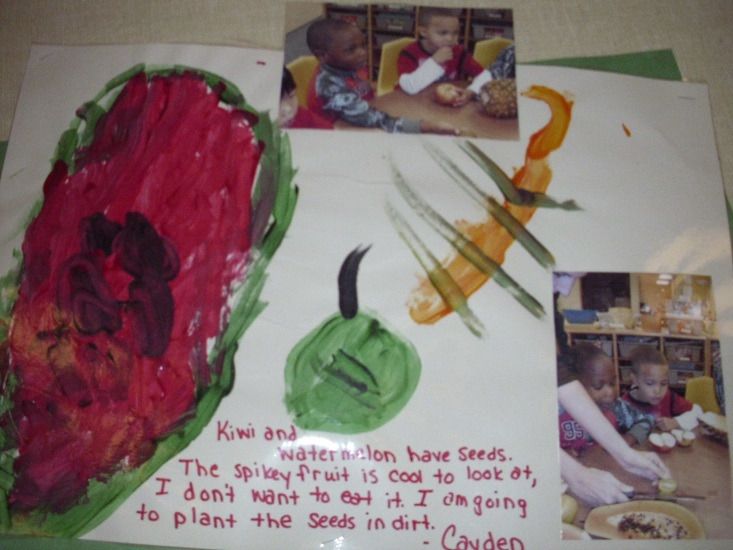 Kiwi and
watermelon have seeds.
The spikey fruit is cool to look at,
I don't want to eat it. I am going
to plant the seeds in dirt.
- Cayden
95